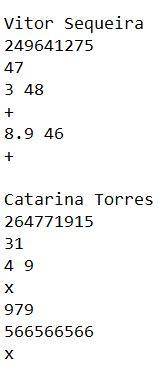 Vitor Sequeira
249641275
47
3 48
+
8.9 46
+

Catarina Torres
264771915
31
4 9
x
979
566566566
x